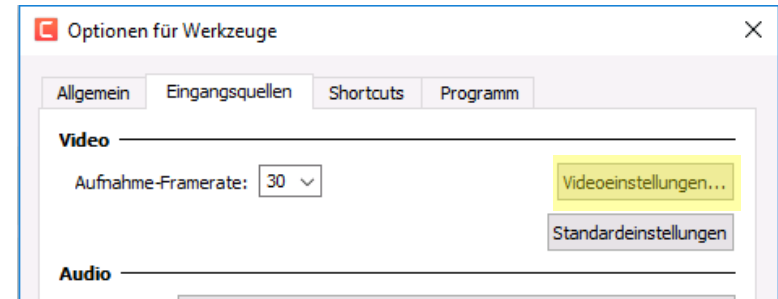 Optionen für Werkzeuge
Allgemein Eingangsquellen Shortcuts Programm
Video
Aufnahme-Framerate: 30 Videoeinstellungen...
Standardeinstellungen
Audio